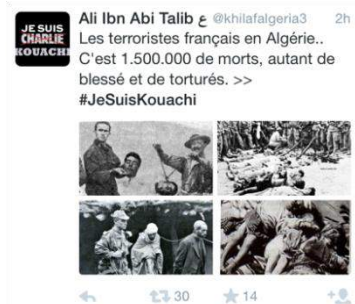 JE SUIS
CHARLIE
KOUACHI
Ali Ibn Abi Talib ع @khilafalgeria3 2h
Les terroristes français en Algérie..
C'est 1.500.000 de morts, autant de
blessé et de torturés. >>
#JeSuisKouachi
30 14